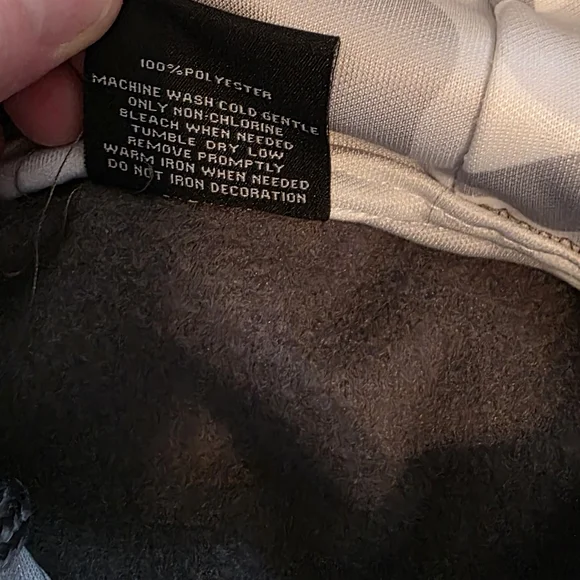 100%POLYESTER
MACHINE WASH COLD GENTLE
ONLY NON-CHLORINE
BLEACH WHEN NEEDED
TUMBLE DRY LOW
REMOVE PROMPTLY
WARM IRON WHEN NEEDED
DO NOT IRON DECORATION